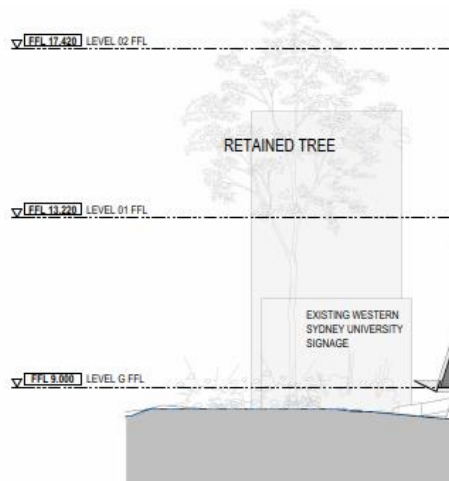 FFL 17.420 LEVEL 02 FFL
RETAINED TREE
FFL 13.220 LEVEL 01 FFL
EXISTING WESTERN
SYDNEY UNIVERSITY
SIGNAGE
FFL 9.000 LEVEL G FFL